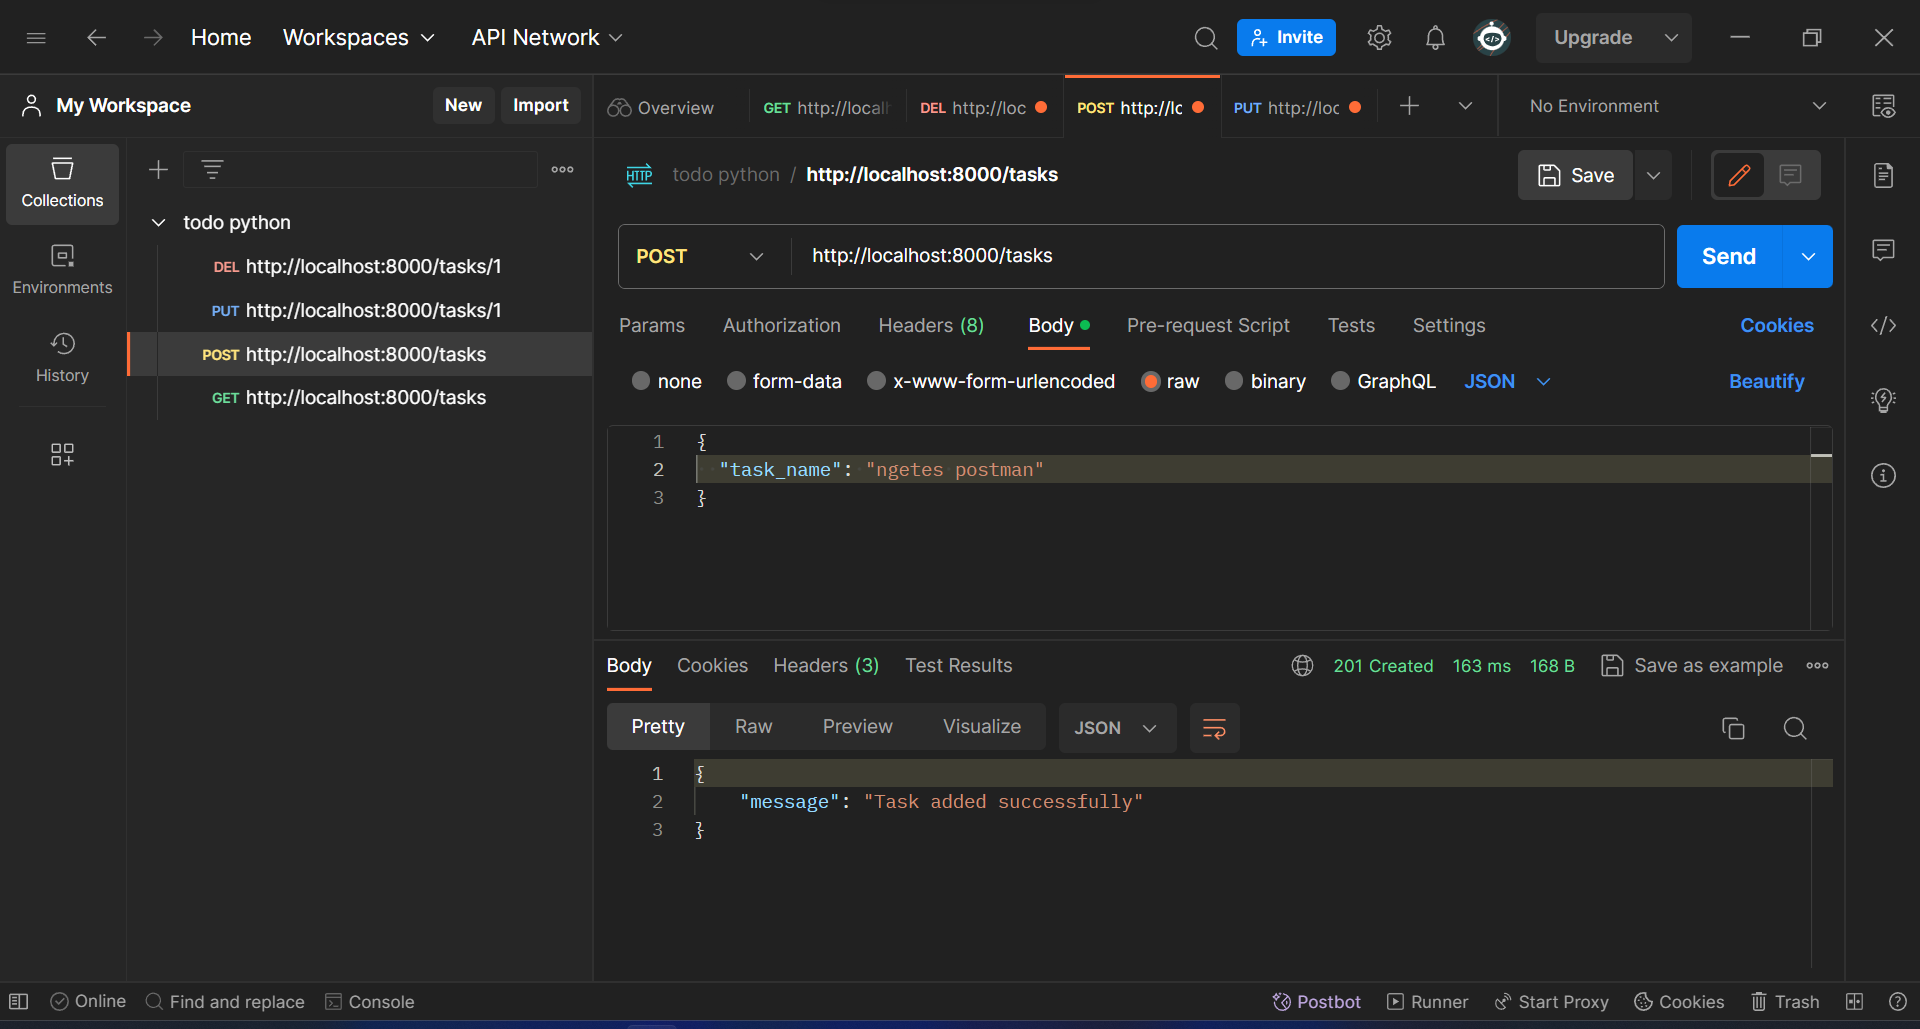 Home Workspaces API Network Invite Upgrade
My Workspace New Import
Overview GET http://local DEL http://loc POST http://lc PUT http://loc No Environment
Collections
Environments
History
todo python
DEL http://localhost:8000/tasks/1
PUT http://localhost:8000/tasks/1
POST http://localhost:8000/tasks
GET http://localhost:8000/tasks
HTTP todo python / http://localhost:8000/tasks Save
POST http://localhost:8000/tasks Send
Params Authorization Headers (8) Body Pre-request Script Tests Settings Cookies
none form-data x-www-form-urlencoded raw binary GraphQL JSON Beautify
1 {
2 "task_name": "ngetes postman"
3 }
Body Cookies Headers (3) Test Results 201 Created 163 ms 168 B Save as example
Pretty Raw Preview Visualize JSON
1 {
2 "message": "Task added successfully"
3 }
Online Find and replace Console Postbot Runner Start Proxy Cookies Trash